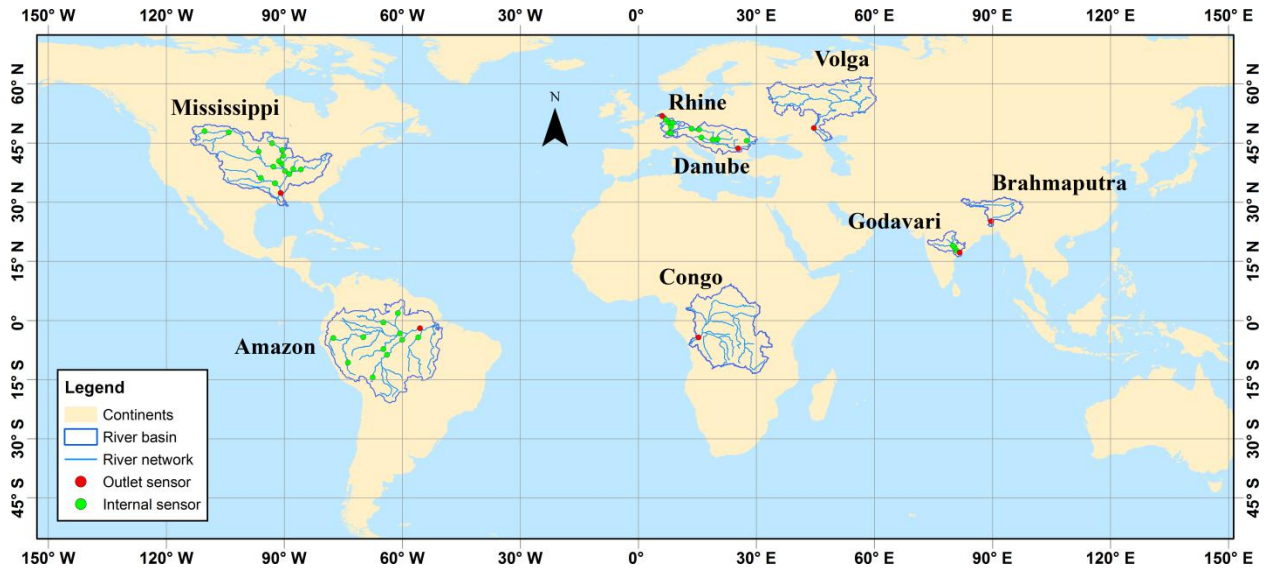 150° W 120° W 90° W 60° W 30° W 0° 30° E 60° E 90° E 120° E 150° E
Volga
60° N 60° N
Rhine
N
Mississippi
45° N 45° N
Danube
Brahmaputra
30° N 30° N
Godavari
15° N 15° N
Congo
0° 0°
Amazon
15° S 15° S
Legend
Continents
River basin
30° S 30° S
River network
Outlet sensor
45° S 45° S
Internal sensor
150° W 120° W 90° W 60° W 30° W 0° 30° E 60° E 90° E 120° E 150° E